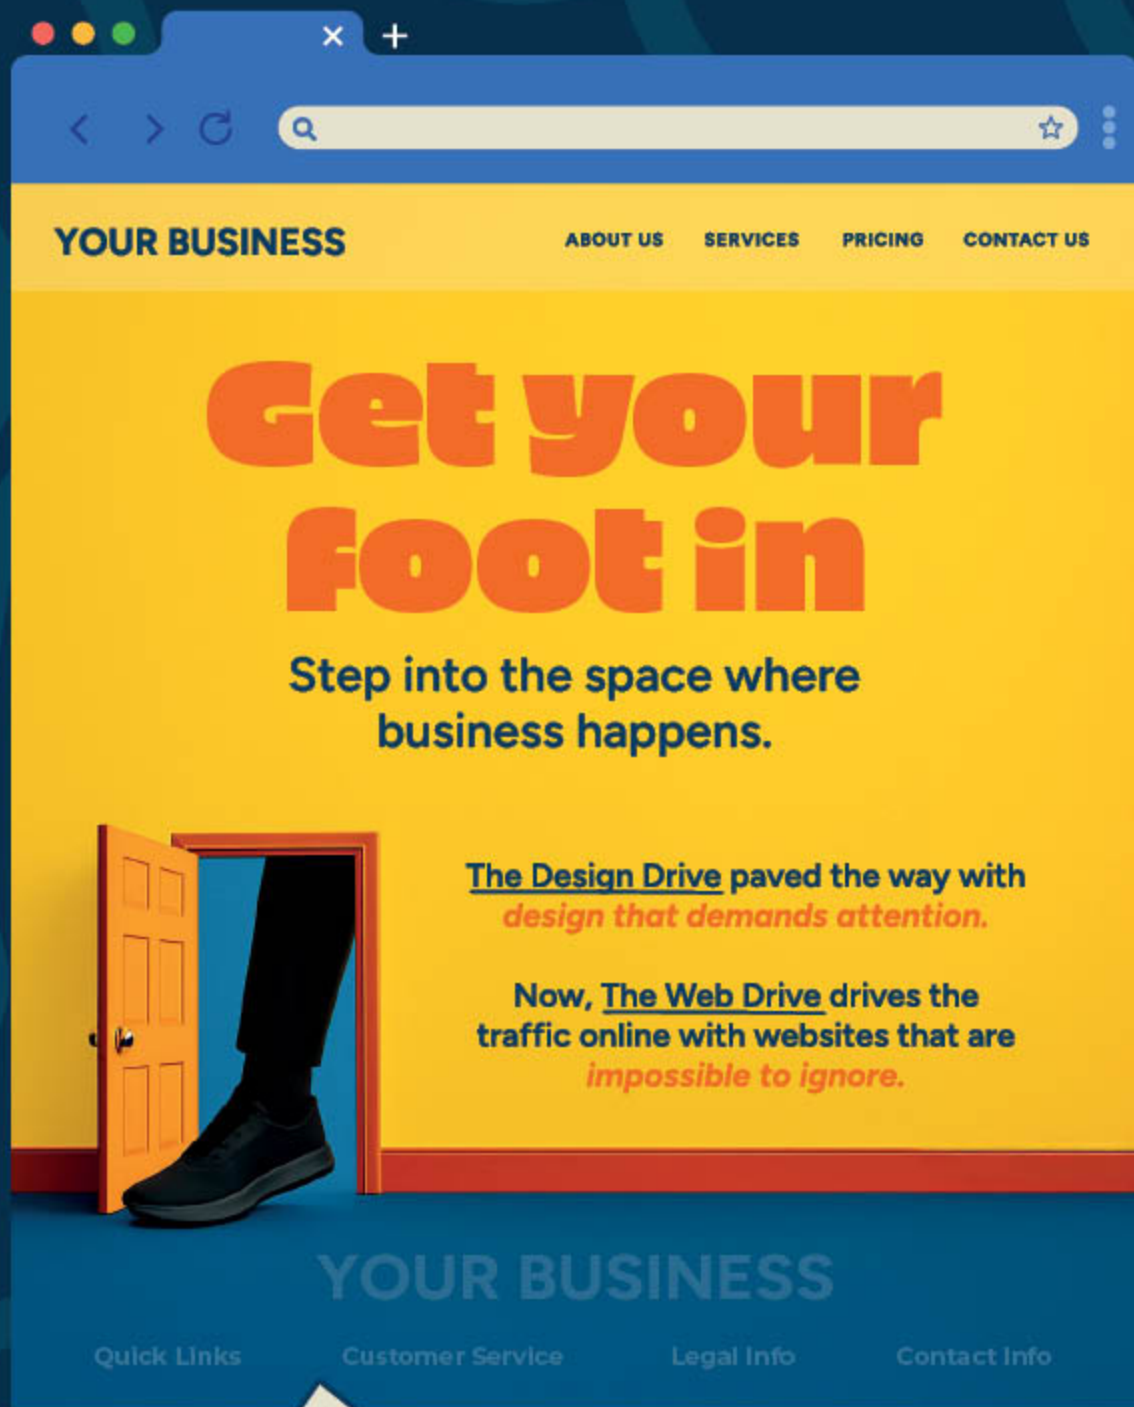 YOUR BUSINESS
ABOUT US SERVICES PRICING CONTACT US
Get your
foot in
Step into the space where
business happens.
The Design Drive paved the way with
design that demands attention.
Now, The Web Drive drives the
traffic online with websites that are
impossible to ignore.
YOUR BUSINESS
Quick Links Customer Service Legal Info Contact Info